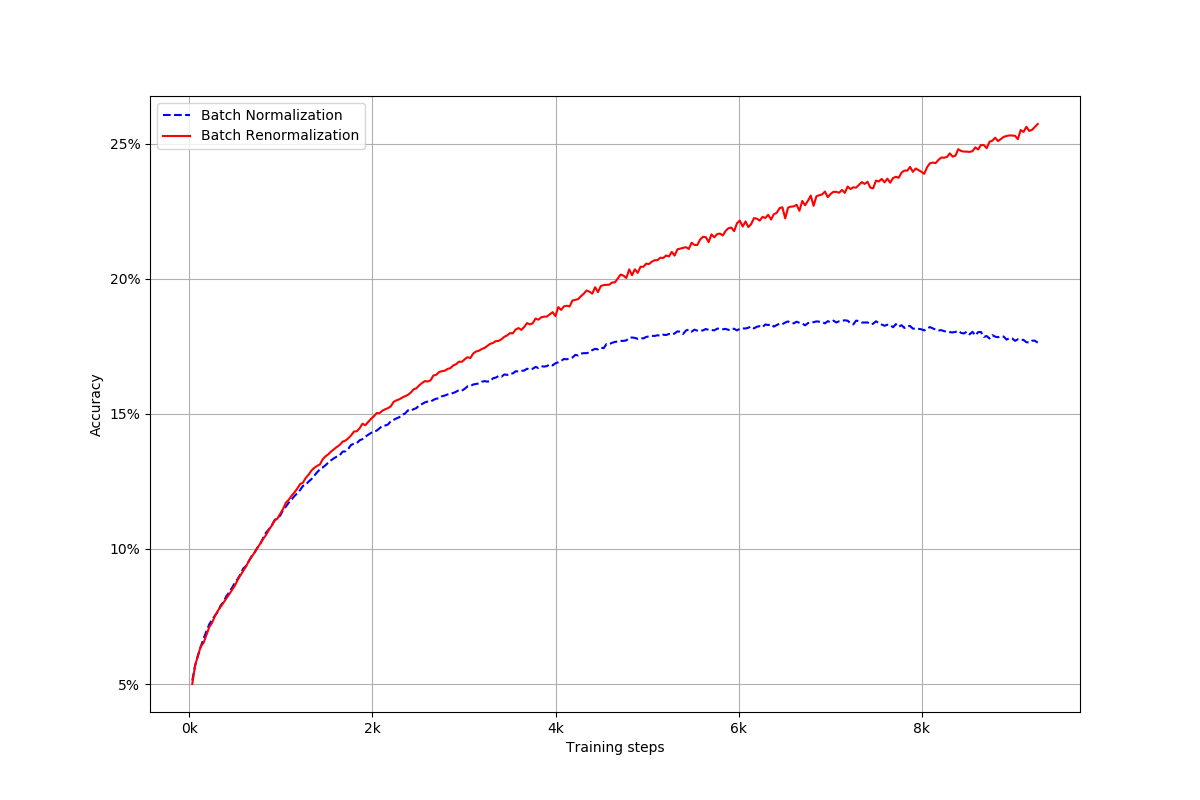 Batch Normalization
Batch Renormalization
25%
20%
15%
10%
5%
Accuracy
0k 2k 4k 6k 8k
Training steps